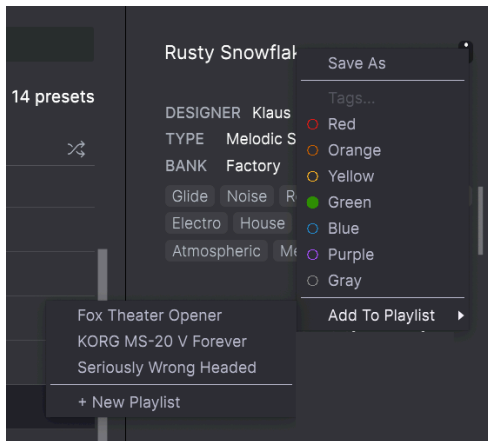 Rusty Snowflak
Save As
14 presets
Tags...
DESIGNER Klaus
Red
TYPE Melodic S
Orange
BANK Factory
Yellow
Glide Noise R
Green
Electro House
Blue
Atmospheric Me
Purple
Gray
Add To Playlist
Fox Theater Opener
KORG MS-20 V Forever
Seriously Wrong Headed
+ New Playlist